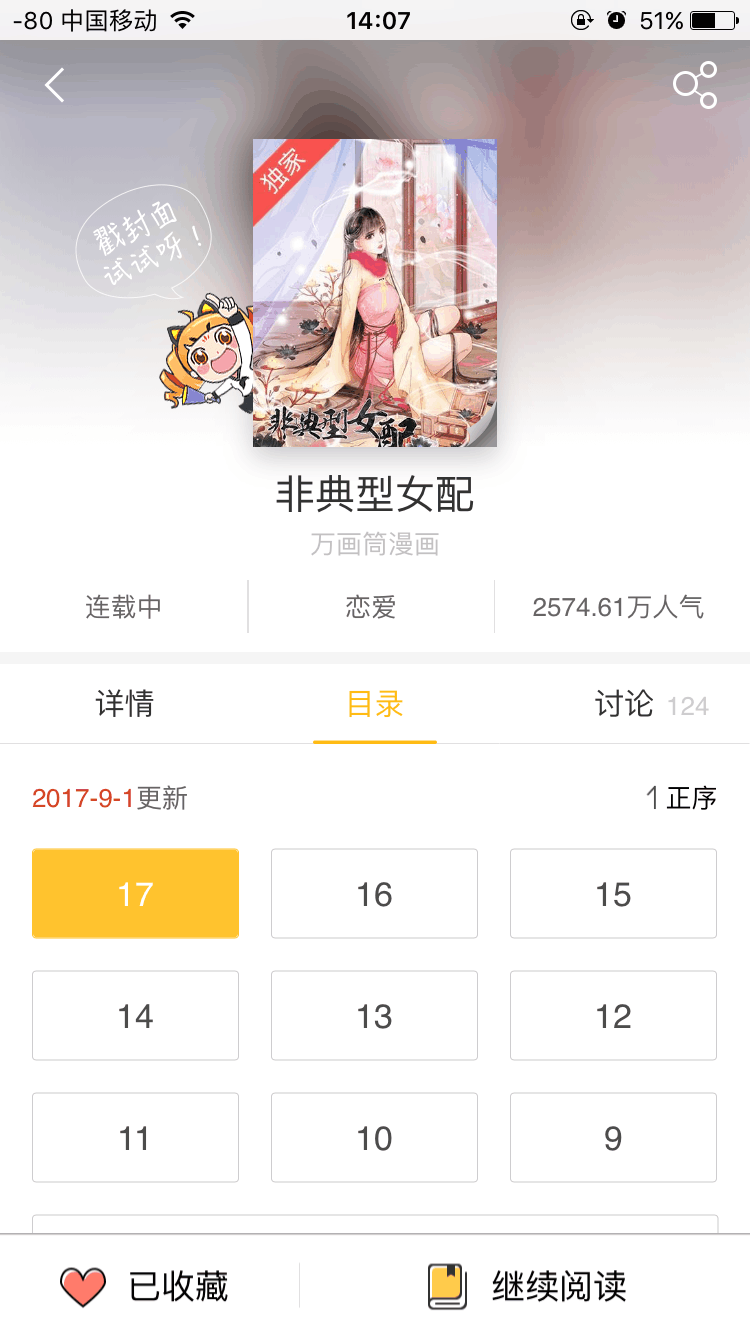 -80 中国移动 14:07 51%
独家
戳封面
试试呀！
非典型女配
非典型女配
万画筒漫画
连载中 恋爱 2574.61万人气
详情 目录 讨论 124
2017-9-1更新 正序
17 16 15
14 13 12
11 10 9
已收藏 继续阅读